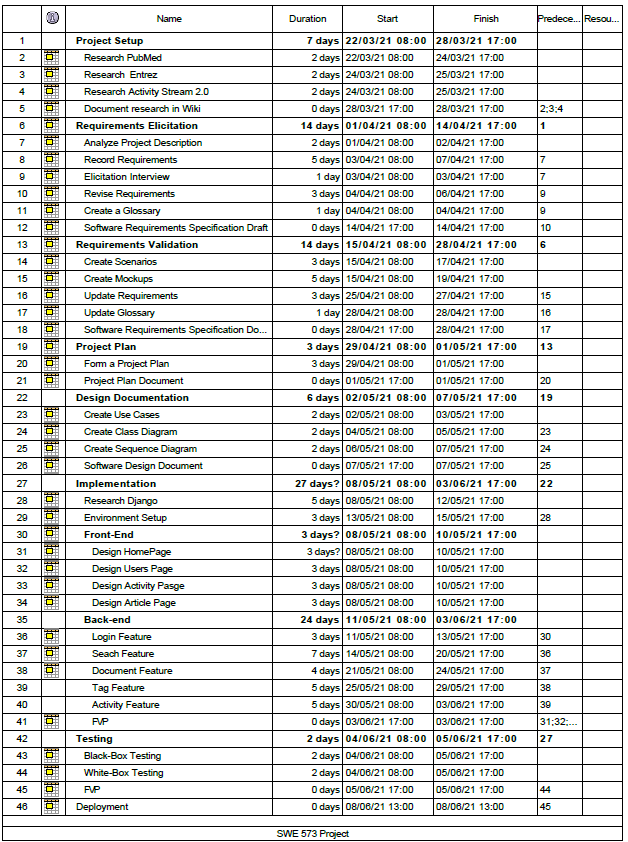 Name Duration Start Finish Predece... Resou...
1 Project Setup 7 days 22/03/21 08:00 28/03/21 17:00
2 Research PubMed 2 days 22/03/21 08:00 24/03/21 17:00
3 Research Entrez 2 days 24/03/21 08:00 25/03/21 17:00
4 Research Activity Stream 2.0 2 days 24/03/21 08:00 25/03/21 17:00
5 Document research in Wiki 0 days 28/03/21 17:00 28/03/21 17:00 2;3;4
6 Requirements Elicitation 14 days 01/04/21 08:00 14/04/21 17:00 1
7 Analyze Project Description 2 days 01/04/21 08:00 02/04/21 17:00
8 Record Requirements 5 days 03/04/21 08:00 07/04/21 17:00 7
9 Elicitation Interview 1 day 03/04/21 08:00 03/04/21 17:00 7
10 Revise Requirements 3 days 04/04/21 08:00 06/04/21 17:00 9
11 Create a Glossary 1 day 04/04/21 08:00 04/04/21 17:00 9
12 Software Requirements Specification Draft 0 days 14/04/21 17:00 14/04/21 17:00 10
13 Requirements Validation 14 days 15/04/21 08:00 28/04/21 17:00 6
14 Create Scenarios 3 days 15/04/21 08:00 17/04/21 17:00
15 Create Mockups 5 days 15/04/21 08:00 19/04/21 17:00
16 Update Requirements 3 days 25/04/21 08:00 27/04/21 17:00 15
17 Update Glossary 1 day 28/04/21 08:00 28/04/21 17:00 16
18 Software Requirements Specification Do... 0 days 28/04/21 17:00 28/04/21 17:00 17
19 Project Plan 3 days 29/04/21 08:00 01/05/21 17:00 13
20 Form a Project Plan 3 days 29/04/21 08:00 01/05/21 17:00
21 Project Plan Document 0 days 01/05/21 17:00 01/05/21 17:00 20
22 Design Documentation 6 days 02/05/21 08:00 07/05/21 17:00 19
23 Create Use Cases 2 days 02/05/21 08:00 03/05/21 17:00
24 Create Class Diagram 2 days 04/05/21 08:00 05/05/21 17:00 23
25 Create Sequence Diagram 2 days 06/05/21 08:00 07/05/21 17:00 24
26 Software Design Document 0 days 07/05/21 17:00 07/05/21 17:00 25
27 Implementation 27 days? 08/05/21 08:00 03/06/21 17:00 22
28 Research Django 5 days 08/05/21 08:00 12/05/21 17:00
29 Environment Setup 3 days 13/05/21 08:00 15/05/21 17:00 28
30 Front-End 3 days? 08/05/21 08:00 10/05/21 17:00
31 Design HomePage 3 days? 08/05/21 08:00 10/05/21 17:00
32 Design Users Page 3 days 08/05/21 08:00 10/05/21 17:00
33 Design Activity Pasge 3 days 08/05/21 08:00 10/05/21 17:00
34 Design Article Page 3 days 08/05/21 08:00 10/05/21 17:00
35 Back-end 24 days 11/05/21 08:00 03/06/21 17:00
36 Login Feature 3 days 11/05/21 08:00 13/05/21 17:00 30
37 Seach Feature 7 days 14/05/21 08:00 20/05/21 17:00 36
38 Document Feature 4 days 21/05/21 08:00 24/05/21 17:00 37
39 Tag Feature 5 days 25/05/21 08:00 29/05/21 17:00 38
40 Activity Feature 5 days 30/05/21 08:00 03/06/21 17:00 39
41 FVP 0 days 03/06/21 17:00 03/06/21 17:00 31;32;...
42 Testing 2 days 04/06/21 08:00 05/06/21 17:00 27
43 Black-Box Testing 2 days 04/06/21 08:00 05/06/21 17:00
44 White-Box Testing 2 days 04/06/21 08:00 05/06/21 17:00
45 FVP 0 days 05/06/21 17:00 05/06/21 17:00 44
46 Deployment 0 days 08/06/21 13:00 08/06/21 13:00 45
SWE 573 Project